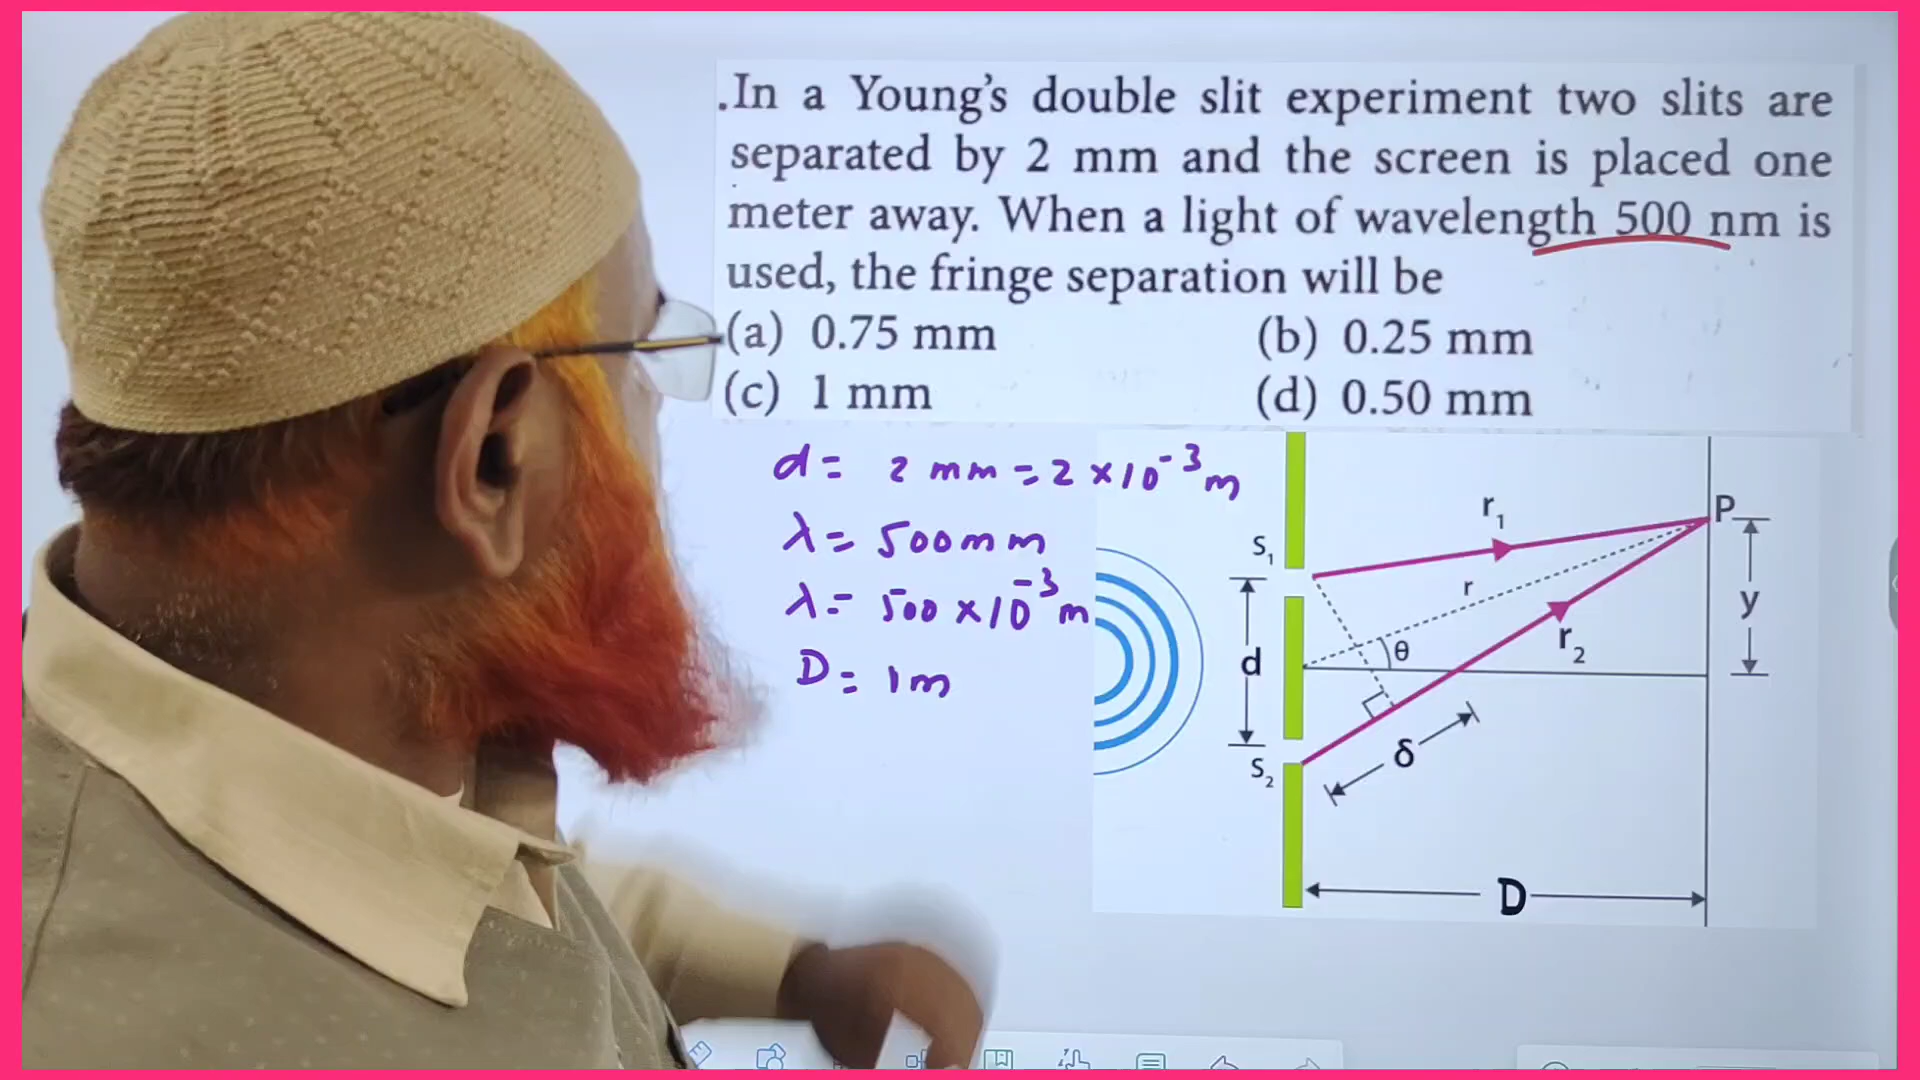 .In a Young's double slit experiment two slits are
separated by 2 mm and the screen is placed one
meter away. When a light of wavelength 500 nm is
used, the fringe separation will be
(a) 0.75 mm
(b) 0.25 mm
(c) 1 mm
(d) 0.50 mm
d = 2 mm = 2 × 10⁻³ m
λ = 500 mm
λ = 500 × 10⁻³ m
D = 1m
S₁
r₁
P
r
θ
r₂
y
d
δ
S₂
D